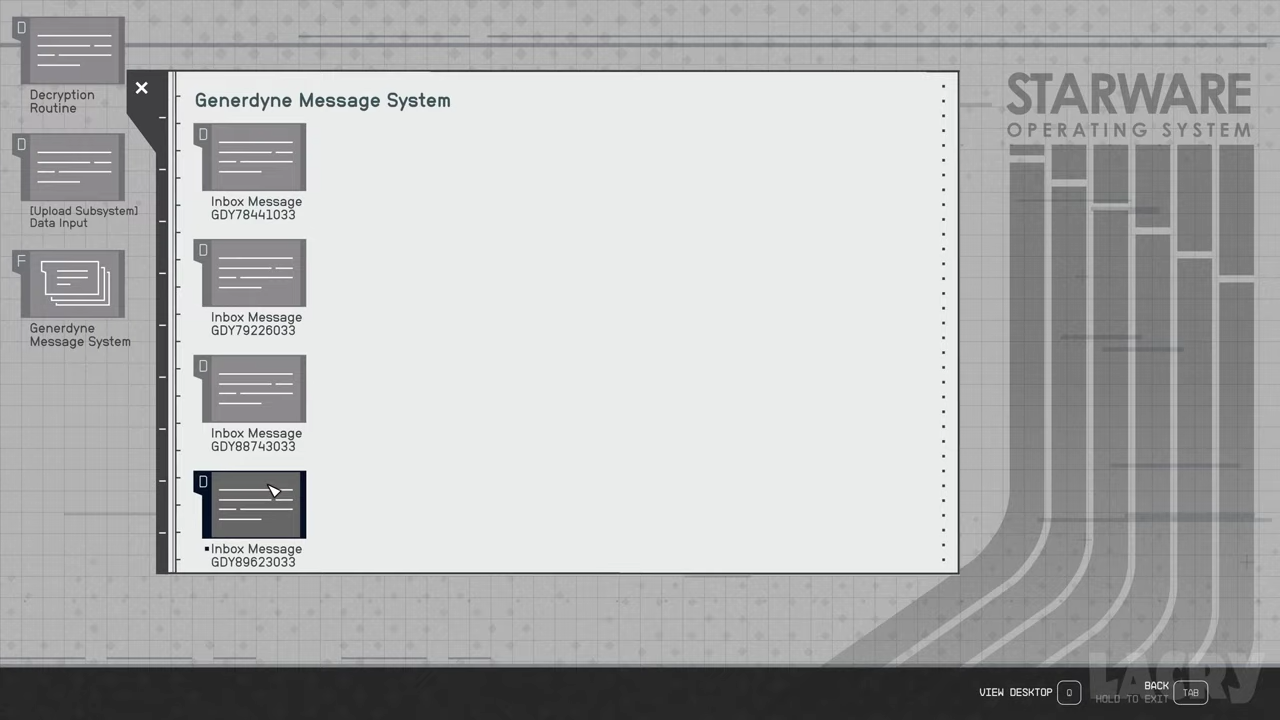 D
Decryption
Routine
D
[Upload Subsystem]
Data Input
F
Generdyne
Message System
Generdyne Message System
D
Inbox Message
GDY78441033
D
Inbox Message
GDY79226033
D
Inbox Message
GDY88743033
D
Inbox Message
GDY89623033
STARWARE
OPERATING SYSTEM
VIEW DESKTOP Q
BACK
HOLD TO EXIT TAB
LACRY